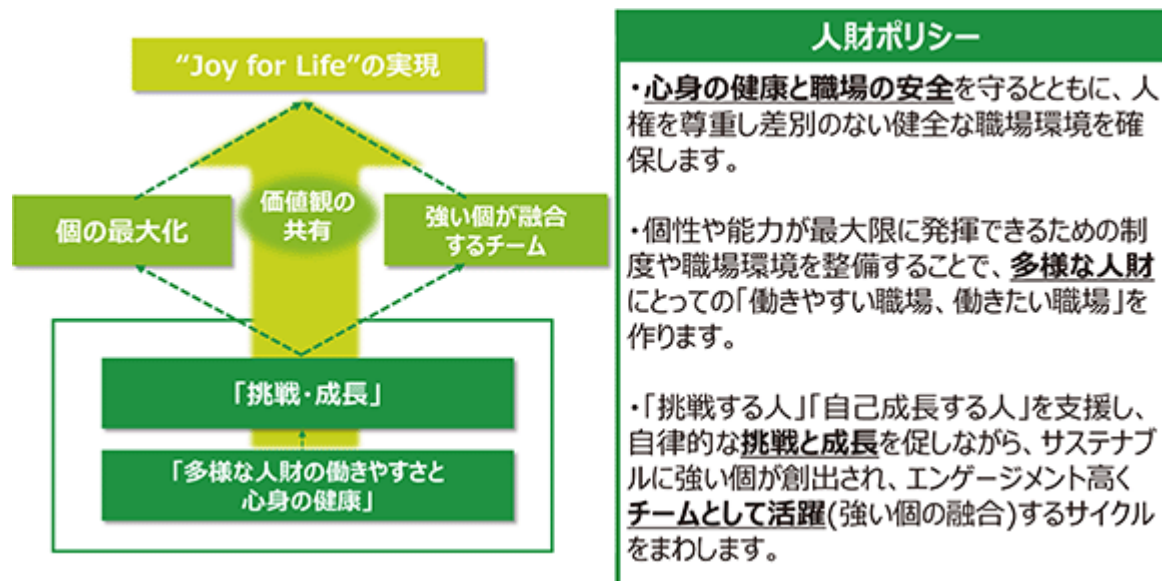 “Joy for Life”の実現
個の最大化
価値観の
共有
強い個が融合
するチーム
「挑戦・成長」
「多様な人財の働きやすさと
心身の健康」
人財ポリシー
・心身の健康と職場の安全を守るとともに、人
権を尊重し差別のない健全な職場環境を確
保します。
・個性や能力が最大限に発揮できるための制
度や職場環境を整備することで、多様な人財
にとっての「働きやすい職場、働きたい職場」を
作ります。
・「挑戦する人」「自己成長する人」を支援し、
自律的な挑戦と成長を促しながら、サステナブ
ルに強い個が創出され、エンゲージメント高く
チームとして活躍(強い個の融合)するサイクル
をまわします。